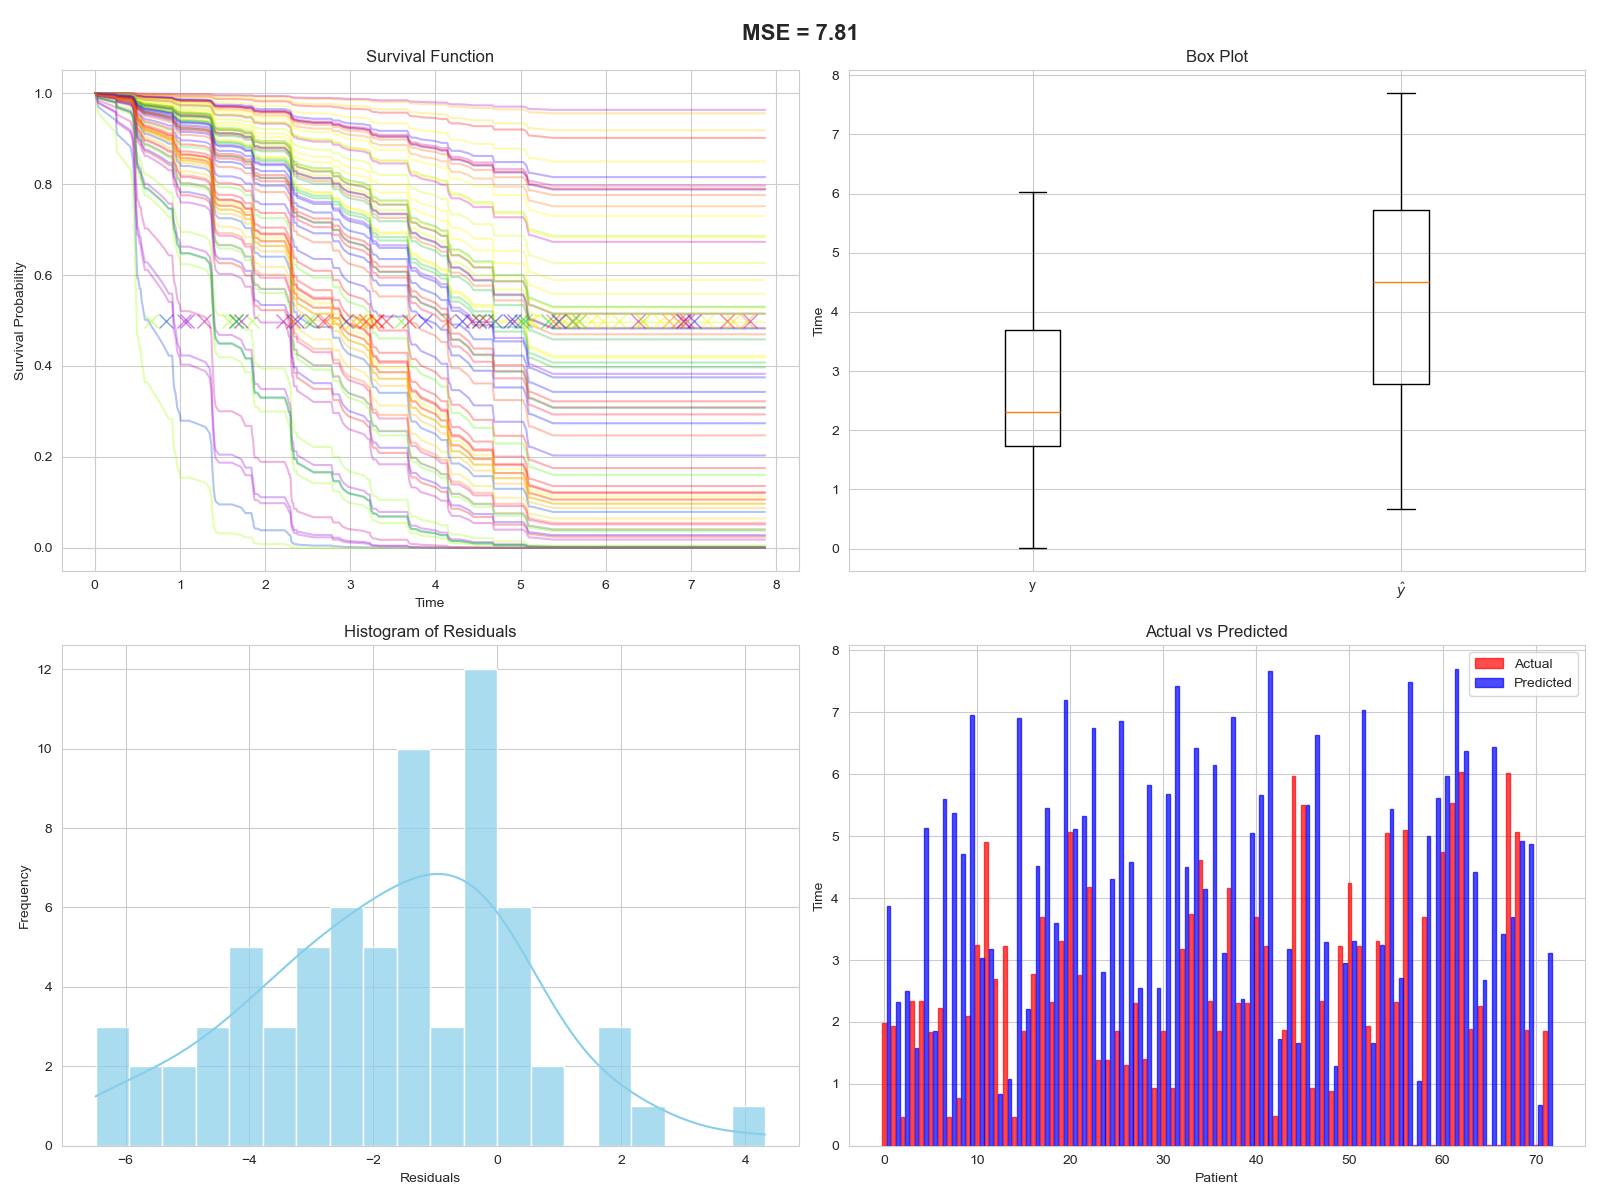 MSE = 7.81
Survival Function
1.0
0.8
0.6
0.4
0.2
0.0
Survival Probability
0 1 2 3 4 5 6 7 8
Time
Box Plot
8
7
6
5
4
3
2
1
0
Time
y ŷ
Histogram of Residuals
12
10
8
6
4
2
0
Frequency
−6 −4 −2 0 2 4
Residuals
Actual vs Predicted
8
7
6
5
4
3
2
1
0
Time
Actual
Predicted
0 10 20 30 40 50 60 70
Patient